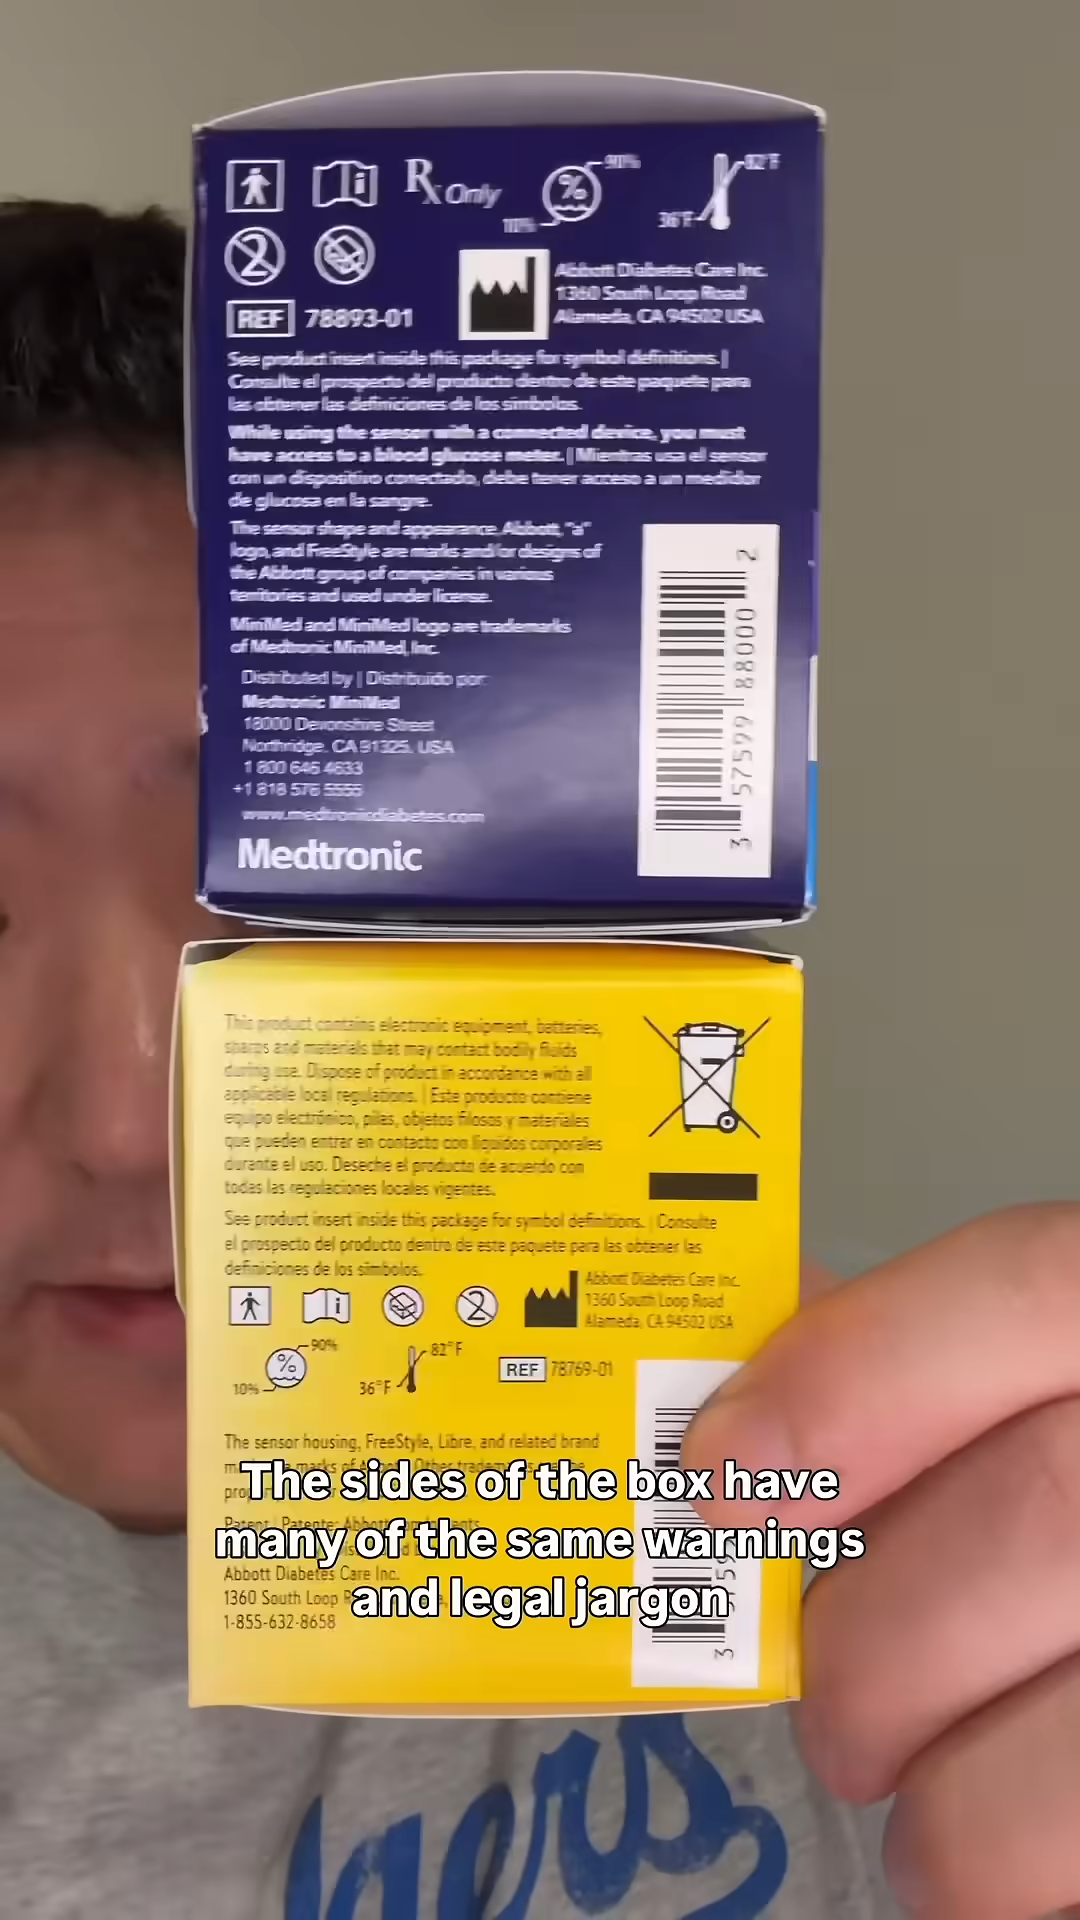 Rx Only
90%
10%
82°F
36°F
2
REF 78893-01
Abbott Diabetes Care Inc.
1360 South Loop Road
Alameda, CA 94502 USA
See product insert inside this package for symbol definitions. |
Consulte el prospecto del producto dentro de este paquete para
las obtener las definiciones de los símbolos.
While using the sensor with a connected device, you must
have access to a blood glucose meter. | Mientras usa el sensor
con un dispositivo conectado, debe tener acceso a un medidor
de glucosa en la sangre.
The sensor shape and appearance, Abbott, "a"
logo, and FreeStyle are marks and/or designs of
the Abbott group of companies in various
territories and used under license.
MiniMed and MiniMed logo are trademarks
of Medtronic MiniMed, Inc.
Distributed by | Distribuido por:
Medtronic MiniMed
18000 Devonshire Street
Northridge, CA 91325, USA
1 800 646 4633
+1 818 576 5555
www.medtronicdiabetes.com
Medtronic
3 57599 88000 2
This product contains electronic equipment, batteries,
sharps and materials that may contact bodily fluids
during use. Dispose of product in accordance with all
applicable local regulations. | Este producto contiene
equipo electrónico, pilas, objetos filosos y materiales
que pueden entrar en contacto con líquidos corporales
durante el uso. Deseche el producto de acuerdo con
todas las regulaciones locales vigentes.
See product insert inside this package for symbol definitions. | Consulte
el prospecto del producto dentro de este paquete para las obtener las
definiciones de los símbolos.
2
Abbott Diabetes Care Inc.
1360 South Loop Road
Alameda, CA 94502 USA
90%
10%
82°F
36°F
REF 78769-01
The sensor housing, FreeStyle, Libre, and related brand
marks of Other
Patent | Patente:
Abbott Diabetes Care Inc.
1360 South Loop
1-855-632-8658
3
The sides of the box have
many of the same warnings
and legal jargon